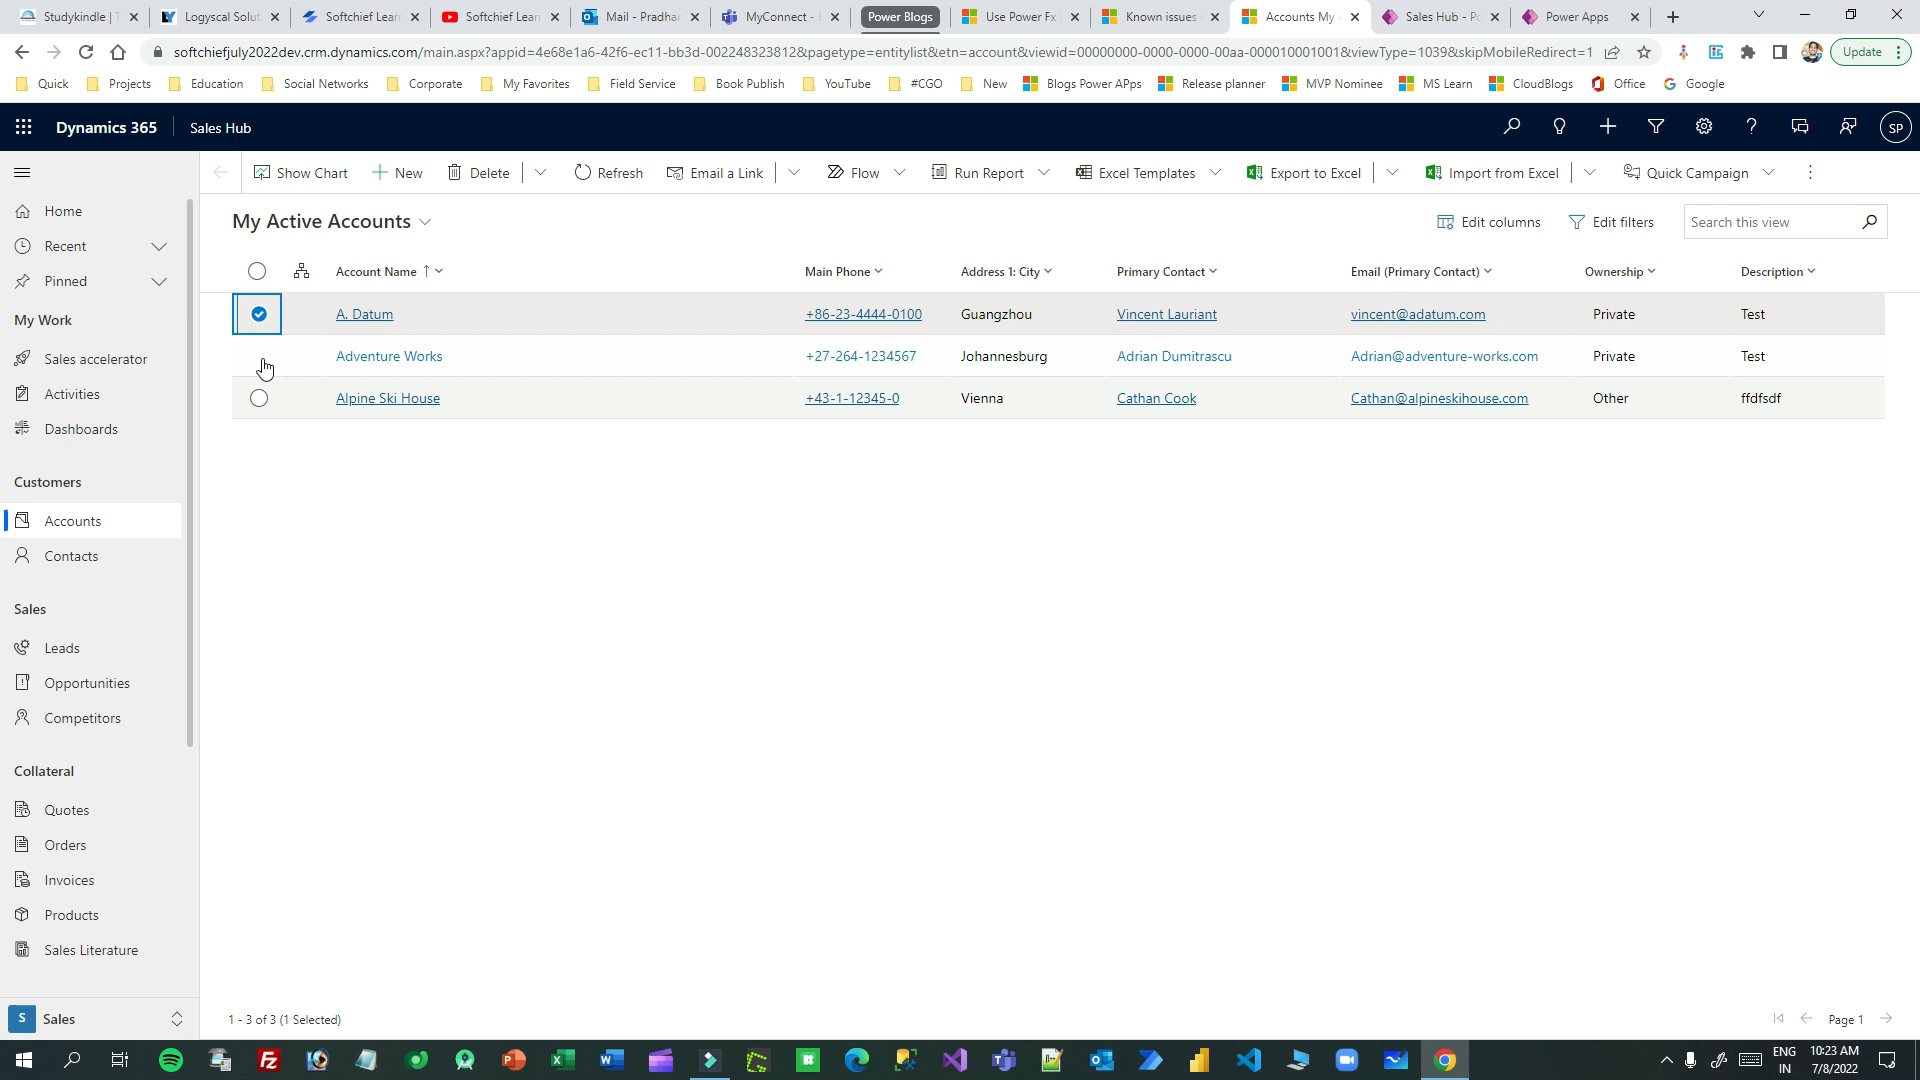 Studykindle | T
Logyscal Solut
Softchief Lear
Softchief Lear
Mail - Pradhan
MyConnect - E
Power Blogs
Use Power Fx
Known issues
Accounts My
Sales Hub - Po
Power Apps
softchiefjuly2022dev.crm.dynamics.com/main.aspx?appid=4e68e1a6-42f6-ec11-bb3d-002248323812&pagetype=entitylist&etn=account&viewid=00000000-0000-0000-00aa-000010001001&viewType=1039&skipMobileRedirect=1
Update
Quick
Projects
Education
Social Networks
Corporate
My Favorites
Field Service
Book Publish
YouTube
#CGO
New
Blogs Power APps
Release planner
MVP Nominee
MS Learn
CloudBlogs
Office
Google
Dynamics 365
Sales Hub
SP
Show Chart
New
Delete
Refresh
Email a Link
Flow
Run Report
Excel Templates
Export to Excel
Import from Excel
Quick Campaign
Home
Recent
Pinned
My Work
Sales accelerator
Activities
Dashboards
Customers
Accounts
Contacts
Sales
Leads
Opportunities
Competitors
Collateral
Quotes
Orders
Invoices
Products
Sales Literature
S Sales
My Active Accounts
Edit columns
Edit filters
Search this view
Account Name ↑ Main Phone Address 1: City Primary Contact Email (Primary Contact) Ownership Description
A. Datum +86-23-4444-0100 Guangzhou Vincent Lauriant vincent@adatum.com Private Test
Adventure Works +27-264-1234567 Johannesburg Adrian Dumitrascu Adrian@adventure-works.com Private Test
Alpine Ski House +43-1-12345-0 Vienna Cathan Cook Cathan@alpineskihouse.com Other ffdfsdf
1 - 3 of 3 (1 Selected)
Page 1
ENG
IN
10:23 AM
7/8/2022